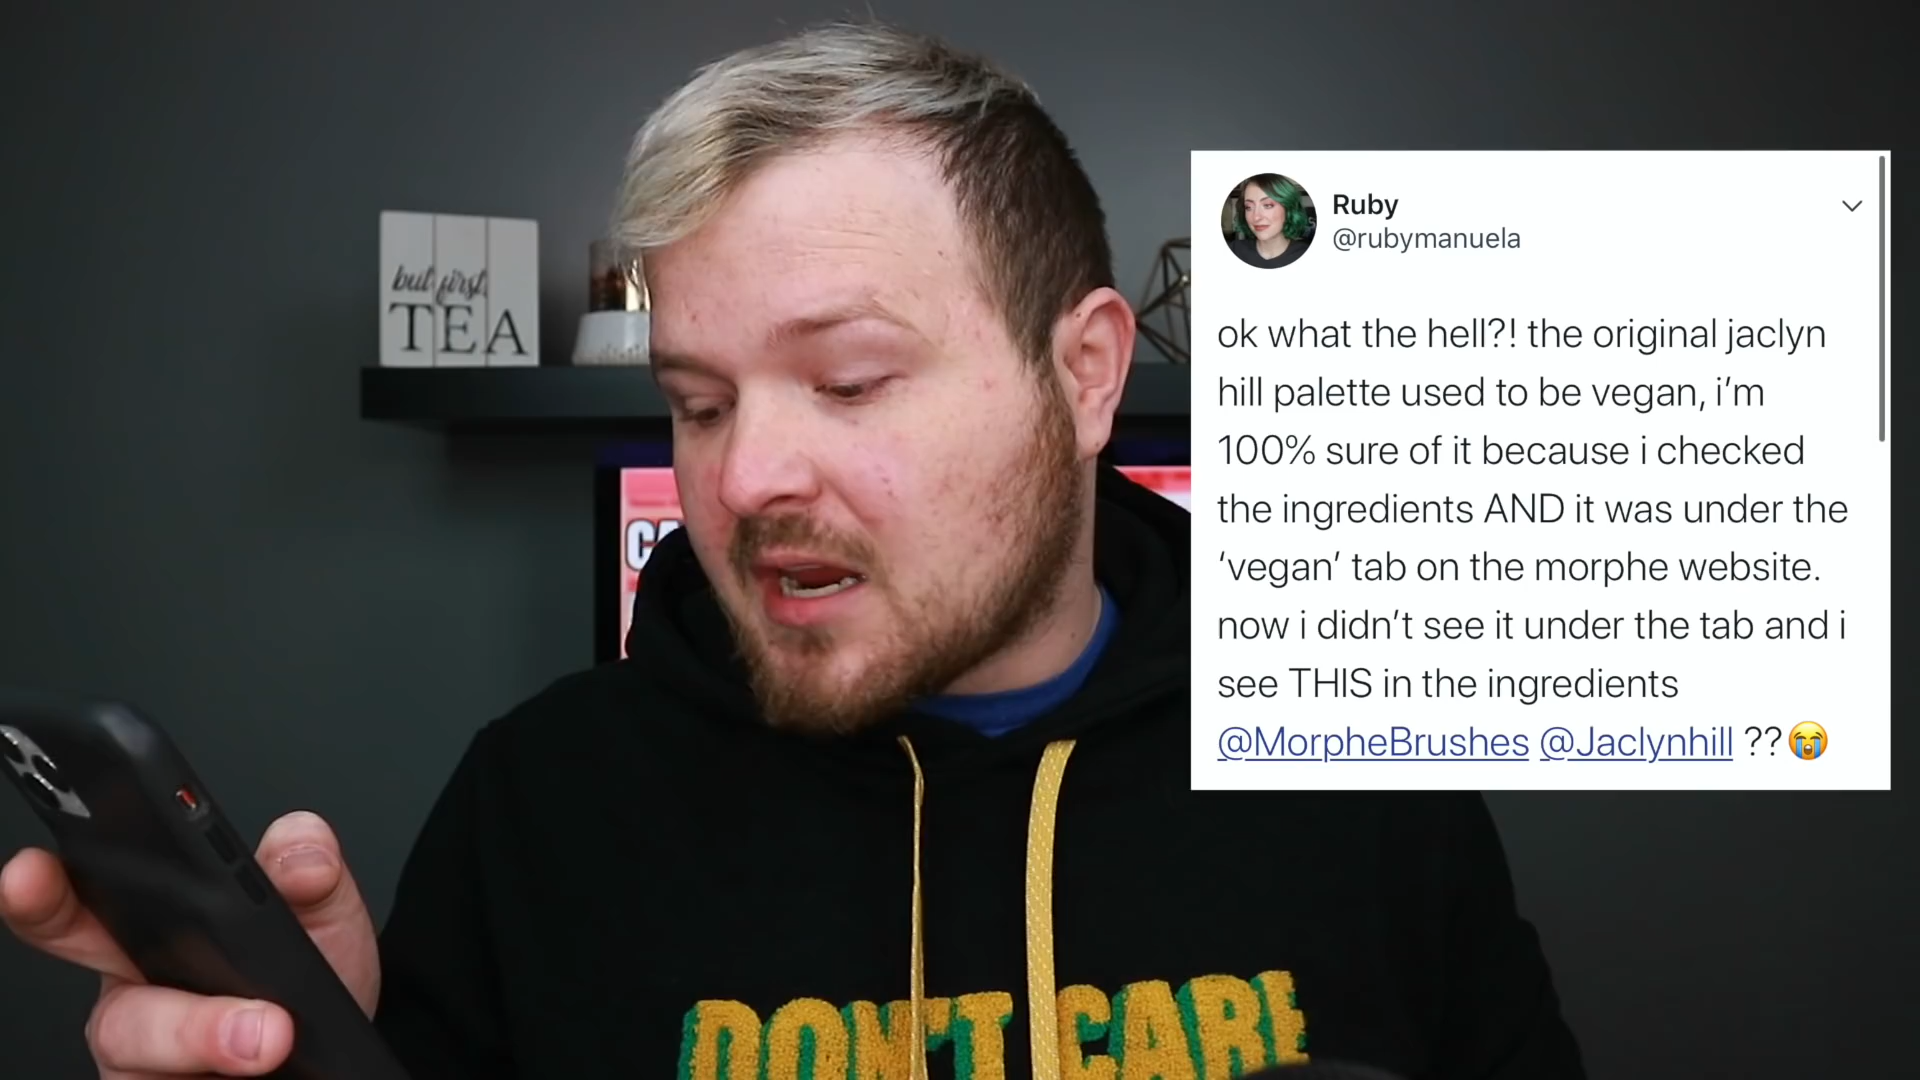 but first,
TEA
CA
DON'T CARE
Ruby
@rubymanuela
ok what the hell?! the original jaclyn
hill palette used to be vegan, i’m
100% sure of it because i checked
the ingredients AND it was under the
‘vegan’ tab on the morphe website.
now i didn’t see it under the tab and i
see THIS in the ingredients
@MorpheBrushes @Jaclynhill ??😭